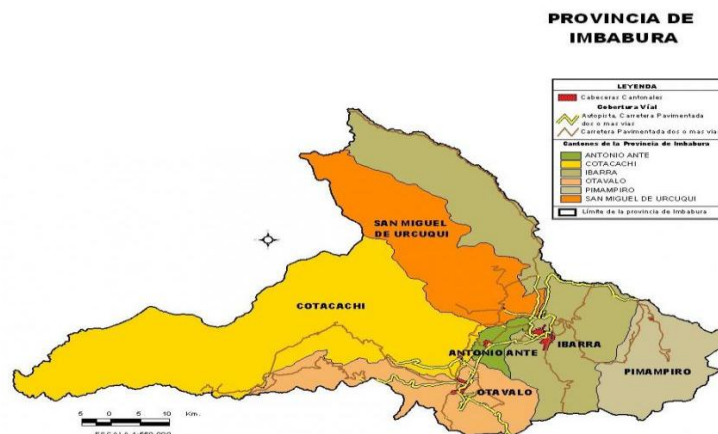 PROVINCIA DE
IMBABURA
LEYENDA
Cabeceras Cantonales
Cobertura Vial
Autopista, Carretera Pavimentada
dos o mas vias
Carretera Pavimentada dos o mas vias
Cantones de la Provincia de Imbabura
ANTONIO ANTE
COTACACHI
IBARRA
OTAVALO
PIMAMPIRO
SAN MIGUEL DE URCUQUI
Límite de la provincia de Imbabura
SAN MIGUEL
DE URCUQUI
COTACACHI
ANTONIO ANTE
IBARRA
PIMAMPIRO
OTAVALO
5 0 5 10 Km.